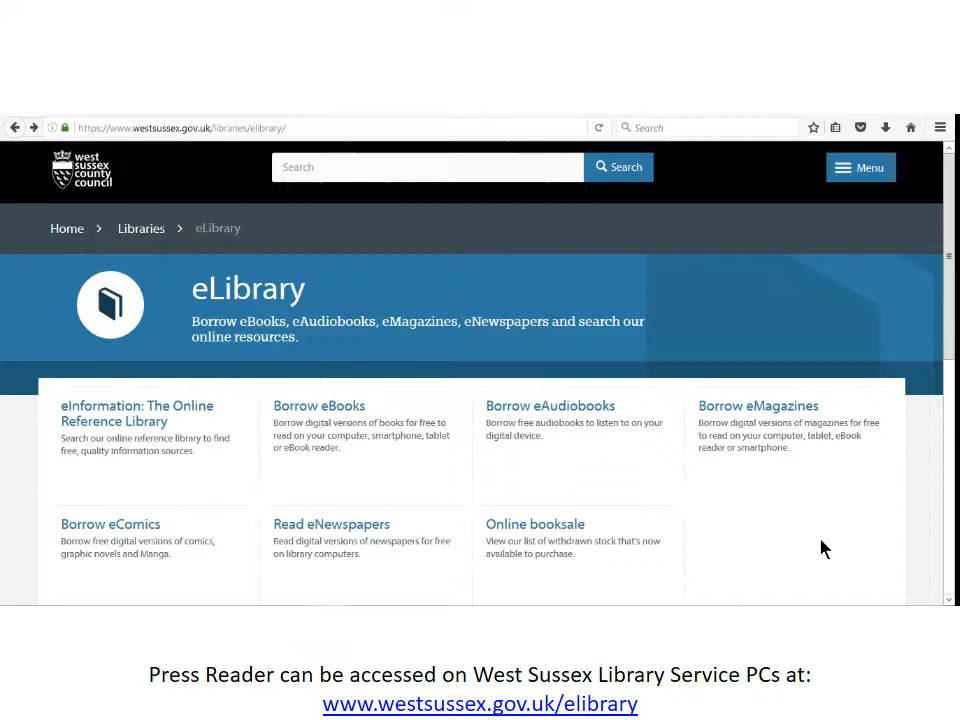 https://www.westsussex.gov.uk/libraries/elibrary/
Search
west
sussex
county
council
Search
Search
Menu
Home
Libraries
eLibrary
eLibrary
Borrow eBooks, eAudiobooks, eMagazines, eNewspapers and search our
online resources.
eInformation: The Online
Reference Library
Search our online reference library to find
free, quality information sources.
Borrow eBooks
Borrow digital versions of books for free to
read on your computer, smartphone, tablet
or eBook reader.
Borrow eAudiobooks
Borrow free audiobooks to listen to on your
digital device.
Borrow eMagazines
Borrow digital versions of magazines for free
to read on your computer, tablet, eBook
reader or smartphone.
Borrow eComics
Borrow free digital versions of comics,
graphic novels and Manga.
Read eNewspapers
Read digital versions of newspapers for free
on library computers.
Online booksale
View our list of withdrawn stock that's now
available to purchase.
Press Reader can be accessed on West Sussex Library Service PCs at:
www.westsussex.gov.uk/elibrary